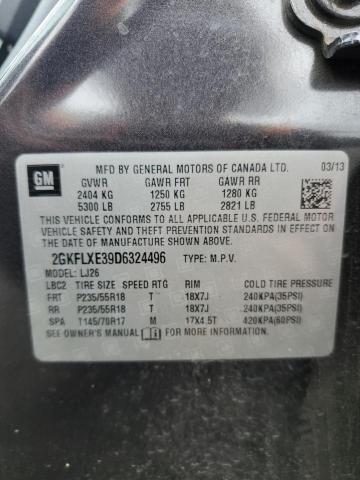 GM
MFD BY GENERAL MOTORS OF CANADA LTD. 03/13
GVWR GAWR FRT GAWR RR
2404 KG 1250 KG 1280 KG
5300 LB 2755 LB 2821 LB
THIS VEHICLE CONFORMS TO ALL APPLICABLE U.S. FEDERAL MOTOR
VEHICLE SAFETY AND THEFT PREVENTION STANDARDS IN EFFECT ON
THE DATE OF MANUFACTURE SHOWN ABOVE.
2GKFLXE39D6324496 TYPE: M.P.V.
MODEL: LJ26
LBC2 TIRE SIZE SPEED RTG RIM COLD TIRE PRESSURE
FRT P235/55R18 T 18X7J 240KPA(35PSI)
RR P235/55R18 T 18X7J 240KPA(35PSI)
SPA T145/70R17 M 17X4.5T 420KPA(60PSI)
SEE OWNER'S MANUAL FOR MORE INFORMATION.